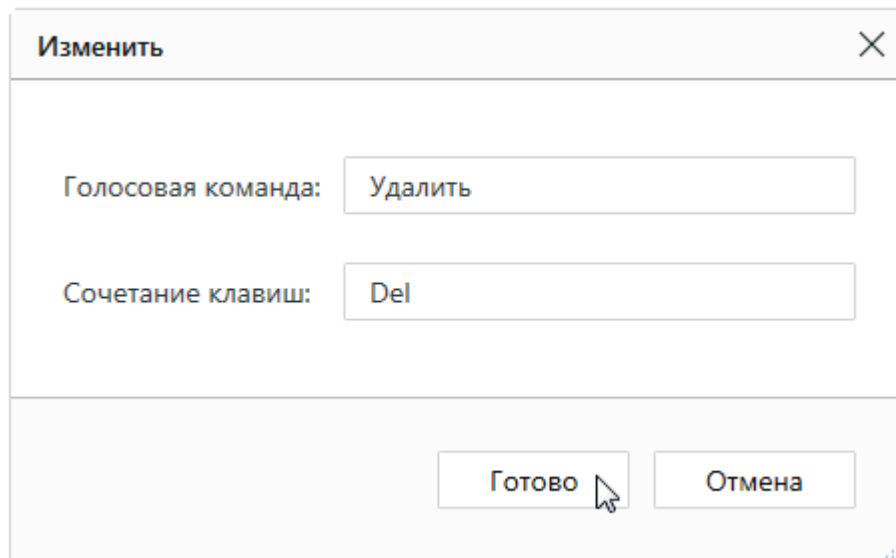 Изменить
Голосовая команда: Удалить
Сочетание клавиш: Del
Готово Отмена